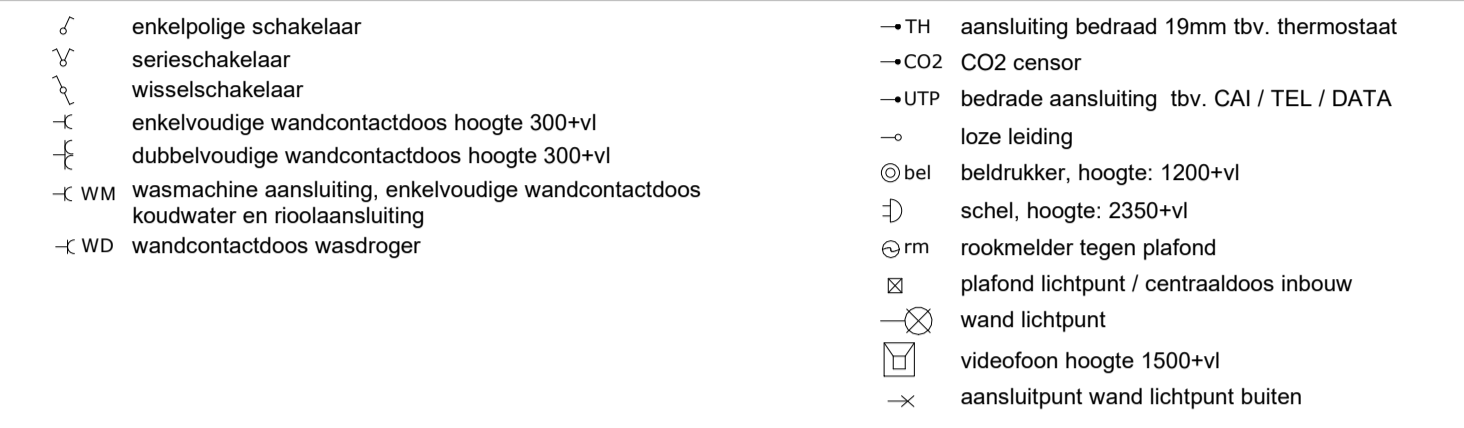 enkelpolige schakelaar
serieschakelaar
wisselschakelaar
enkelvoudige wandcontactdoos hoogte 300+vl
dubbelvoudige wandcontactdoos hoogte 300+vl
WM wasmachine aansluiting, enkelvoudige wandcontactdoos
koudwater en rioolaansluiting
WD wandcontactdoos wasdroger
TH aansluiting bedraad 19mm tbv. thermostaat
CO2 CO2 censor
UTP bedrade aansluiting tbv. CAI / TEL / DATA
loze leiding
bel beldrukker, hoogte: 1200+vl
schel, hoogte: 2350+vl
rm rookmelder tegen plafond
plafond lichtpunt / centraaldoos inbouw
wand lichtpunt
videofoon hoogte 1500+vl
aansluitpunt wand lichtpunt buiten